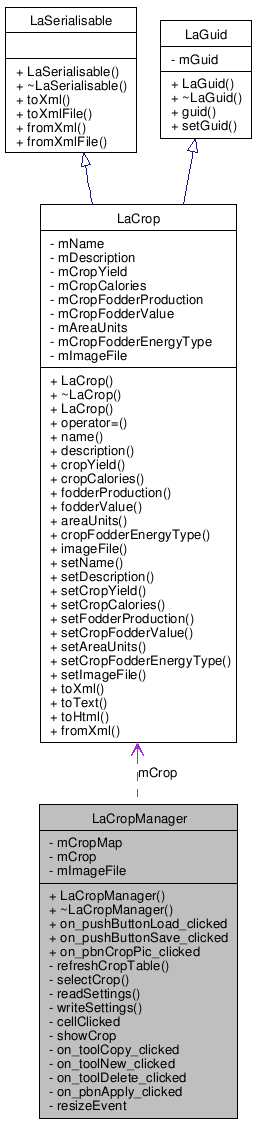 LaSerialisable
+ LaSerialisable()
+ ~LaSerialisable()
+ toXml()
+ toXmlFile()
+ fromXml()
+ fromXmlFile()
LaGuid
- mGuid
+ LaGuid()
+ ~LaGuid()
+ guid()
+ setGuid()
LaCrop
- mName
- mDescription
- mCropYield
- mCropCalories
- mCropFodderProduction
- mCropFodderValue
- mAreaUnits
- mCropFodderEnergyType
- mImageFile
+ LaCrop()
+ ~LaCrop()
+ LaCrop()
+ operator=()
+ name()
+ description()
+ cropYield()
+ cropCalories()
+ fodderProduction()
+ fodderValue()
+ areaUnits()
+ cropFodderEnergyType()
+ imageFile()
+ setName()
+ setDescription()
+ setCropYield()
+ setCropCalories()
+ setFodderProduction()
+ setCropFodderValue()
+ setAreaUnits()
+ setCropFodderEnergyType()
+ setImageFile()
+ toXml()
+ toText()
+ toHtml()
+ fromXml()
mCrop
LaCropManager
- mCropMap
- mCrop
- mImageFile
+ LaCropManager()
+ ~LaCropManager()
+ on_pushButtonLoad_clicked
+ on_pushButtonSave_clicked
+ on_pbnCropPic_clicked
- refreshCropTable()
- selectCrop()
- readSettings()
- writeSettings()
- cellClicked
- showCrop
- on_toolCopy_clicked
- on_toolNew_clicked
- on_toolDelete_clicked
- on_pbnApply_clicked
- resizeEvent